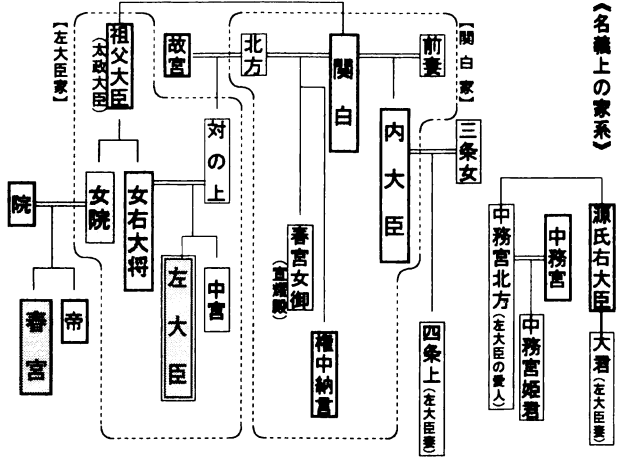 《名義上の家系》
源氏右大臣
大君(左大臣妻)
中務宮
中務宮北方(左大臣の愛人)
中務宮姫君
【関白家】
三条女
前妻
四条上(左大臣妻)
内大臣
関白
権中納言
春宮女御
(宣耀殿)
北方
故宮
対の上
中宮
左大臣
祖父大臣
(太政大臣)
女右大将
女院
【左大臣家】
帝
院
春宮